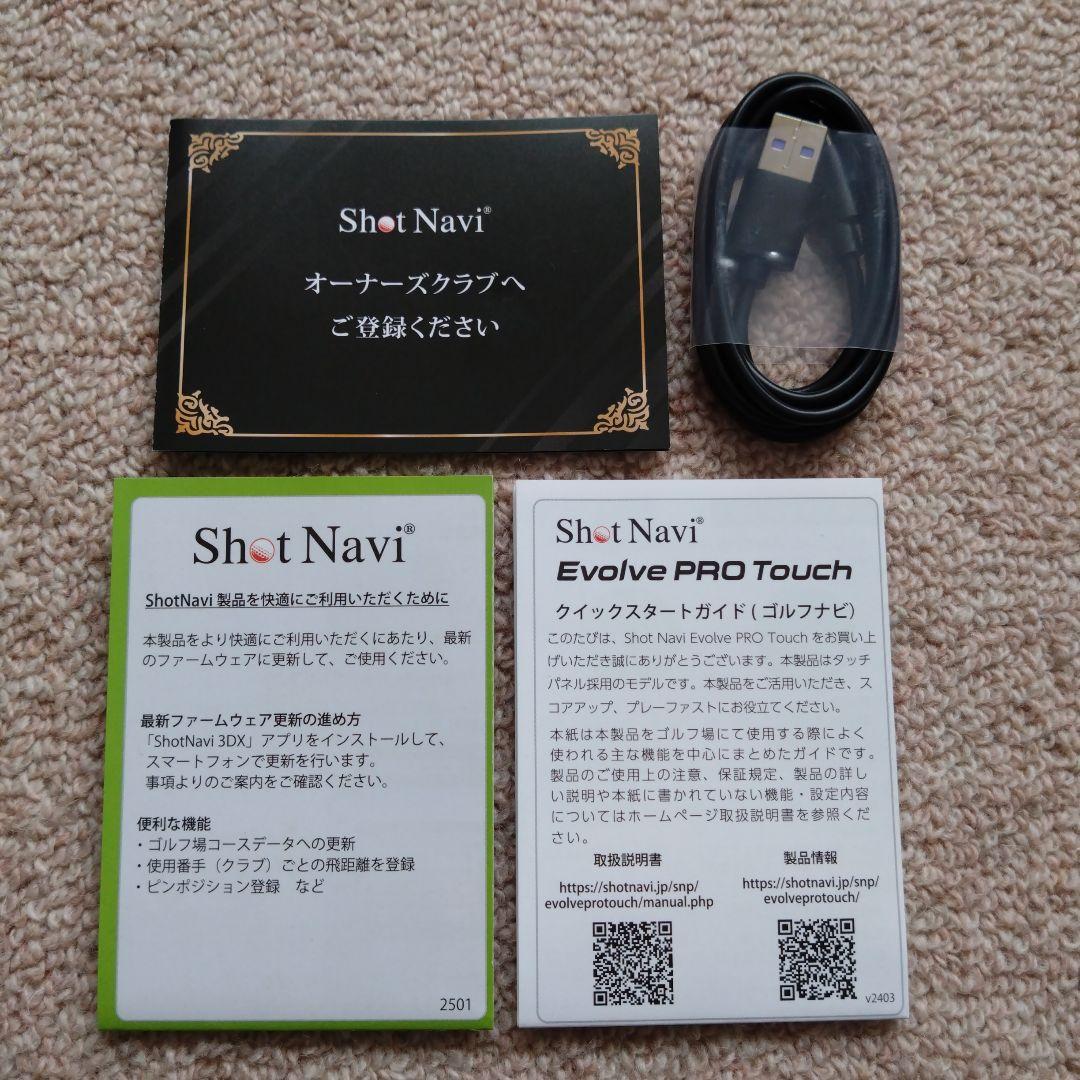 Shot Navi®
オーナーズクラブへ
ご登録ください
Shot Navi®
ShotNavi 製品を快適にご利用いただくために
本製品をより快適にご利用いただくにあたり、最新
のファームウェアに更新して、ご使用ください。
最新ファームウェア更新の進め方
「ShotNavi 3DX」アプリをインストールして、
スマートフォンで更新を行います。
事項よりのご案内をご確認ください。
便利な機能
・ゴルフ場コースデータへの更新
・使用番手（クラブ）ごとの飛距離を登録
・ピンポジション登録　など
2501
Shot Navi®
Evolve PRO Touch
クイックスタートガイド ( ゴルフナビ）
このたびは、Shot Navi Evolve PRO Touch をお買い上
げいただき誠にありがとうございます。本製品はタッチ
パネル採用のモデルです。本製品をご活用いただき、ス
コアアップ、プレーファストにお役立てください。
本紙は本製品をゴルフ場にて使用する際によく
使われる主な機能を中心にまとめたガイドです。
製品のご使用上の注意、保証規定、製品の詳し
い説明や本紙に書かれていない機能・設定内容
についてはホームページ取扱説明書を参照くだ
さい。
取扱説明書
https://shotnavi.jp/snp/
evolveprotouch/manual.php
製品情報
https://shotnavi.jp/snp/
evolveprotouch/
v2403